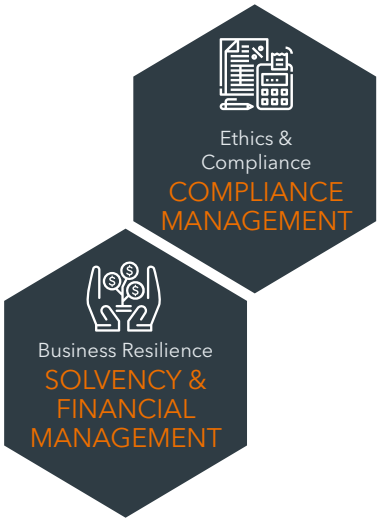 Ethics &
Compliance
COMPLIANCE
MANAGEMENT
Business Resilience
SOLVENCY &
FINANCIAL
MANAGEMENT